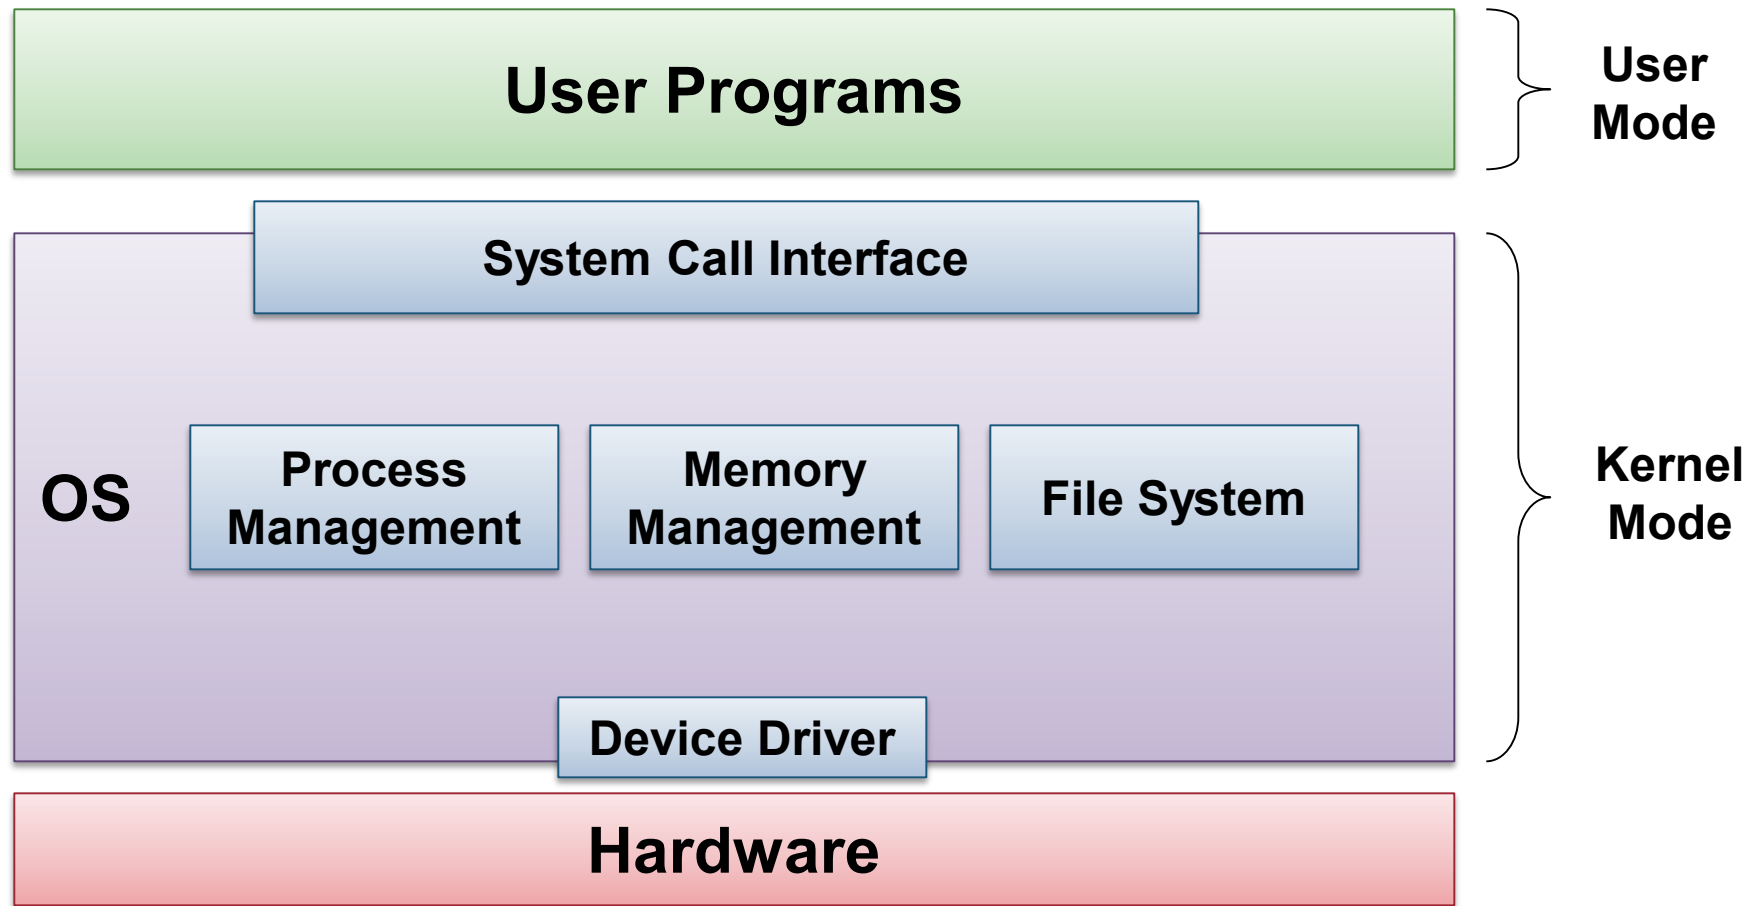 User Programs
User
Mode
System Call Interface
OS
Process
Management
Memory
Management
File System
Kernel
Mode
Device Driver
Hardware